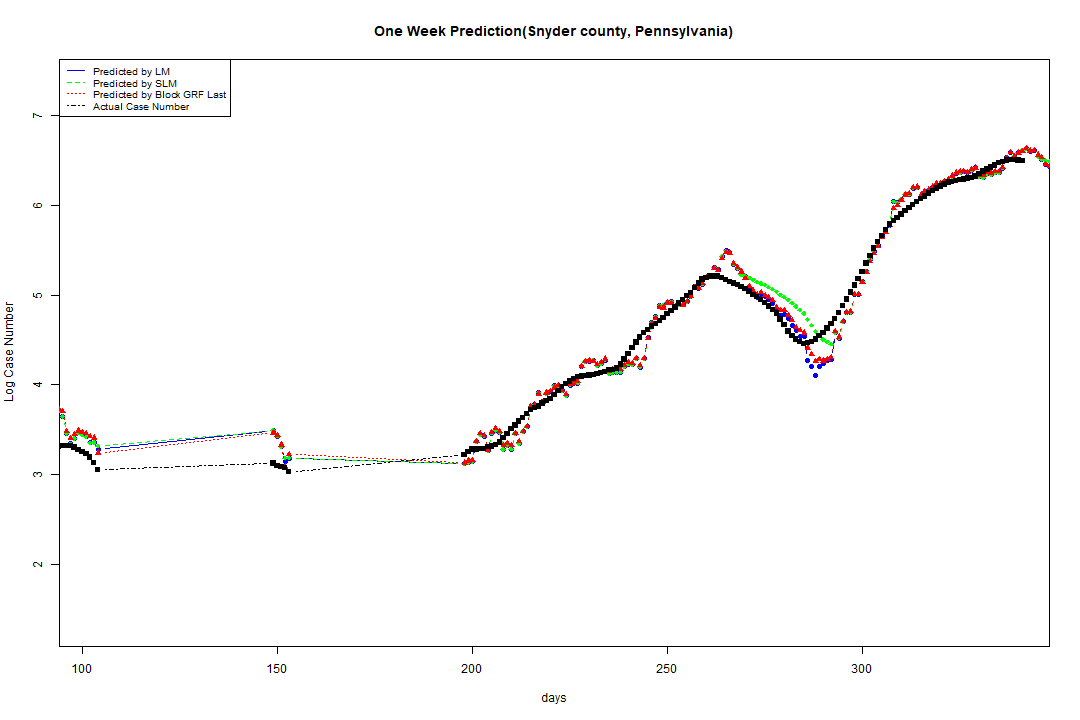 One Week Prediction(Snyder county, Pennsylvania)
Predicted by LM
Predicted by SLM
Predicted by Block GRF Last
Actual Case Number
7
6
5
4
3
2
Log Case Number
100 150 200 250 300
days